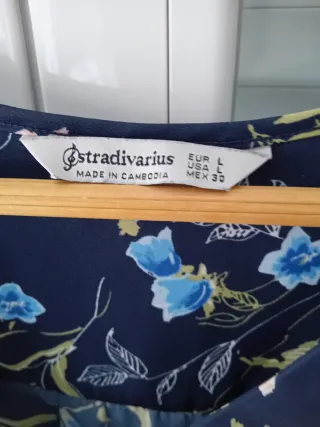 stradivarius
MADE IN CAMBODIA
EUR L
USA L
MEX 30